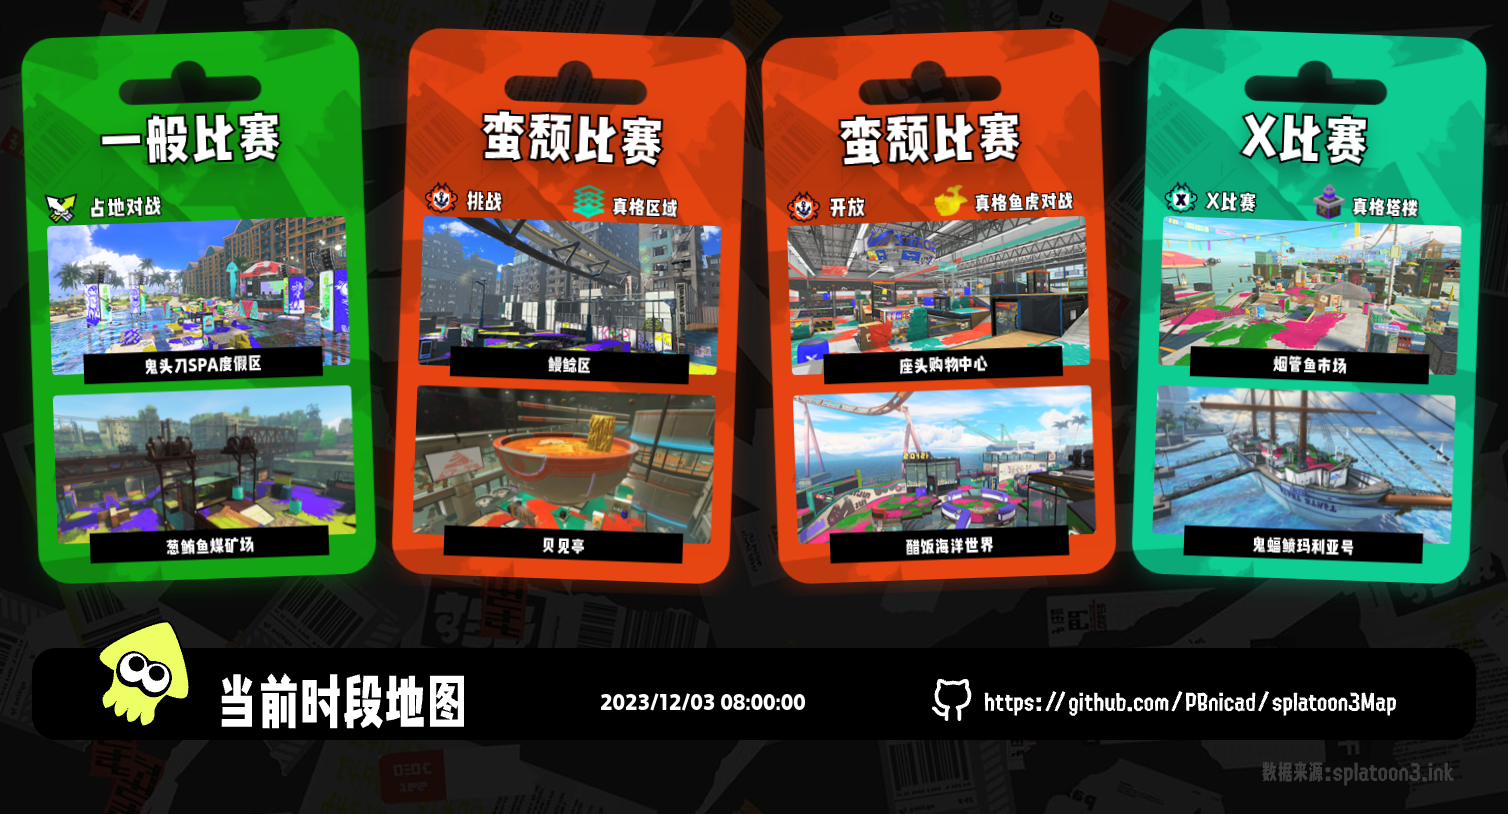 一般比赛
占地对战
鬼头刀SPA度假区
葱鲔鱼煤矿场
蛮颓比赛
挑战
真格区域
鳗鲶区
贝见亭
蛮颓比赛
开放
真格鱼虎对战
座头购物中心
醋饭海洋世界
X比赛
X比赛
真格塔楼
烟管鱼市场
鬼蝠鲼玛利亚号
当前时段地图
2023/12/03 08:00:00
https://github.com/PBnicad/splatoon3Map
数据来源:splatoon3.ink